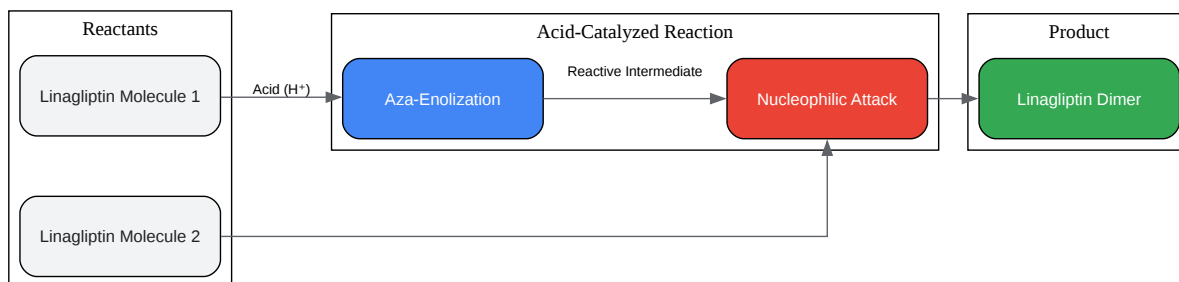 Reactants
Acid-Catalyzed Reaction
Product
Linagliptin Molecule 1
Acid (H⁺)
Aza-Enolization
Reactive Intermediate
Nucleophilic Attack
Linagliptin Dimer
Linagliptin Molecule 2